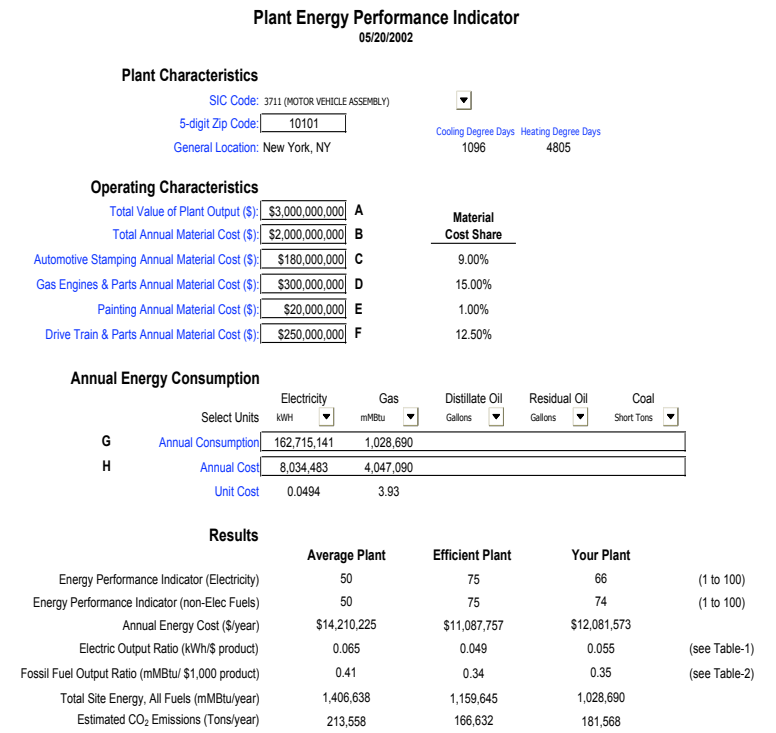 Plant Energy Performance Indicator
05/20/2002
Plant Characteristics
SIC Code: 3711 (MOTOR VEHICLE ASSEMBLY)
5-digit Zip Code: 10101 Cooling Degree Days Heating Degree Days
General Location: New York, NY 1096 4805
Operating Characteristics
Total Value of Plant Output ($): $3,000,000,000 A Material
Total Annual Material Cost ($): $2,000,000,000 B Cost Share
Automotive Stamping Annual Material Cost ($): $180,000,000 C 9.00%
Gas Engines & Parts Annual Material Cost ($): $300,000,000 D 15.00%
Painting Annual Material Cost ($): $20,000,000 E 1.00%
Drive Train & Parts Annual Material Cost ($): $250,000,000 F 12.50%
Annual Energy Consumption
Electricity Gas Distillate Oil Residual Oil Coal
Select Units kWH mMBtu Gallons Gallons Short Tons
G Annual Consumption 162,715,141 1,028,690
H Annual Cost 8,034,483 4,047,090
Unit Cost 0.0494 3.93
Results
Average Plant Efficient Plant Your Plant
Energy Performance Indicator (Electricity) 50 75 66 (1 to 100)
Energy Performance Indicator (non-Elec Fuels) 50 75 74 (1 to 100)
Annual Energy Cost ($/year) $14,210,225 $11,087,757 $12,081,573
Electric Output Ratio (kWh/$ product) 0.065 0.049 0.055 (see Table-1)
Fossil Fuel Output Ratio (mMBtu/ $1,000 product) 0.41 0.34 0.35 (see Table-2)
Total Site Energy, All Fuels (mMBtu/year) 1,406,638 1,159,645 1,028,690
Estimated CO₂ Emissions (Tons/year) 213,558 166,632 181,568